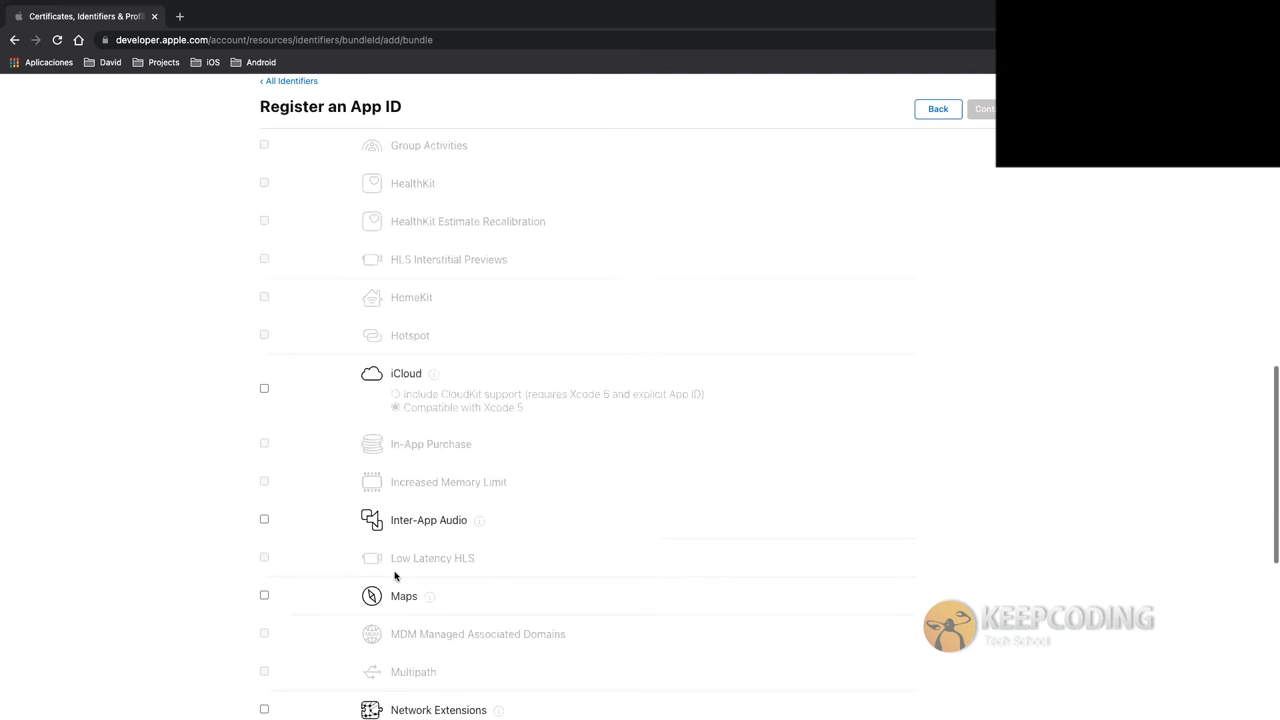 Certificates, Identifiers & Profi
developer.apple.com/account/resources/identifiers/bundleId/add/bundle
Aplicaciones David Projects iOS Android
‹ All Identifiers
Register an App ID
Back Cont
Group Activities
HealthKit
HealthKit Estimate Recalibration
HLS Interstitial Previews
HomeKit
Hotspot
iCloud
Include CloudKit support (requires Xcode 6 and explicit App ID)
Compatible with Xcode 5
In-App Purchase
Increased Memory Limit
Inter-App Audio
Low Latency HLS
Maps
MDM Managed Associated Domains
Multipath
Network Extensions
KEEPCODING
Tech School